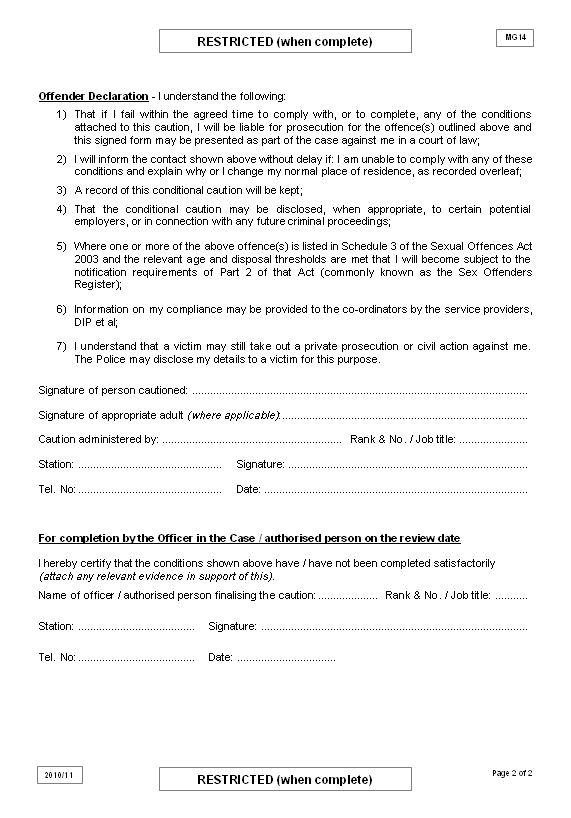 RESTRICTED (when complete)
MG14
Offender Declaration - I understand the following:
1) That if I fail within the agreed time to comply with, or to complete, any of the conditions
attached to this caution, I will be liable for prosecution for the offence(s) outlined above and
this signed form may be presented as part of the case against me in a court of law;
2) I will inform the contact shown above without delay if: I am unable to comply with any of these
conditions and explain why or I change my normal place of residence, as recorded overleaf;
3) A record of this conditional caution will be kept;
4) That the conditional caution may be disclosed, when appropriate, to certain potential
employers, or in connection with any future criminal proceedings;
5) Where one or more of the above offence(s) is listed in Schedule 3 of the Sexual Offences Act
2003 and the relevant age and disposal thresholds are met that I will become subject to the
notification requirements of Part 2 of that Act (commonly known as the Sex Offenders
Register);
6) Information on my compliance may be provided to the co-ordinators by the service providers,
DIP et al;
7) I understand that a victim may still take out a private prosecution or civil action against me.
The Police may disclose my details to a victim for this purpose.
Signature of person cautioned: ..........................................................................................
Signature of appropriate adult (where applicable)..........................................................................
Caution administered by: ............................................................ Rank & No. / Job title: .......................
Station: ................................................ Signature: ................................................................................
Tel. No: ................................................ Date: ........................................................................................
For completion by the Officer in the Case / authorised person on the review date
I hereby certify that the conditions shown above have / have not been completed satisfactorily
(attach any relevant evidence in support of this).
Name of officer / authorised person finalising the caution: .................... Rank & No. / Job title: ...........
Station: ....................................... Signature: ..........................................................................................
Tel. No: ....................................... Date: .................................
2010/11
RESTRICTED (when complete)
Page 2 of 2